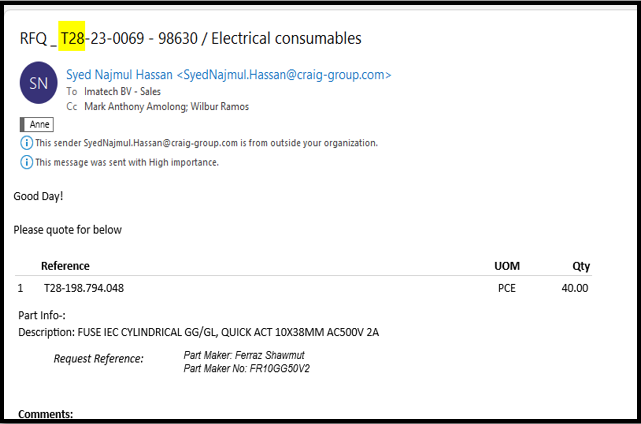 RFQ _ T28-23-0069 - 98630 / Electrical consumables
SN
Syed Najmul Hassan <SyedNajmul.Hassan@craig-group.com>
To Imatech BV - Sales
Cc Mark Anthony Amolong; Wilbur Ramos
Anne
This sender SyedNajmul.Hassan@craig-group.com is from outside your organization.
This message was sent with High importance.
Good Day!
Please quote for below
Reference UOM Qty
1 T28-198.794.048 PCE 40.00
Part Info-:
Description: FUSE IEC CYLINDRICAL GG/GL, QUICK ACT 10X38MM AC500V 2A
Request Reference: Part Maker: Ferraz Shawmut
Part Maker No: FR10GG50V2
Comments: